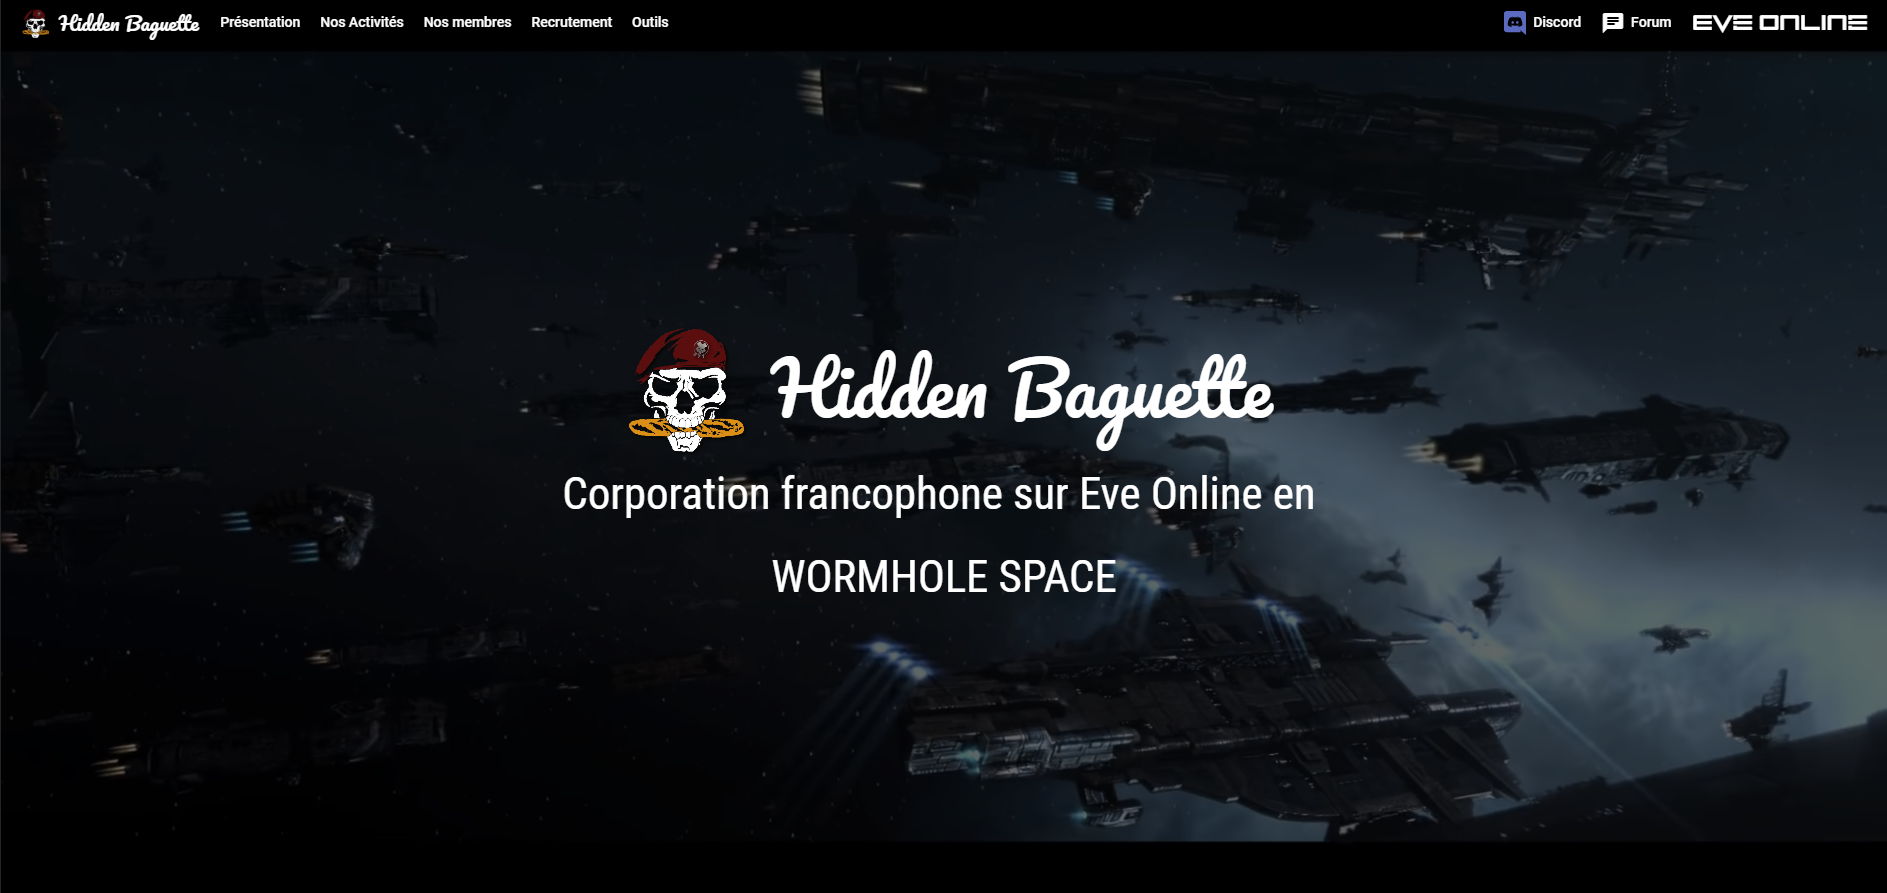 Hidden Baguette Présentation Nos Activités Nos membres Recrutement Outils Discord Forum EVE ONLINE
Hidden Baguette
Corporation francophone sur Eve Online en
WORMHOLE SPACE